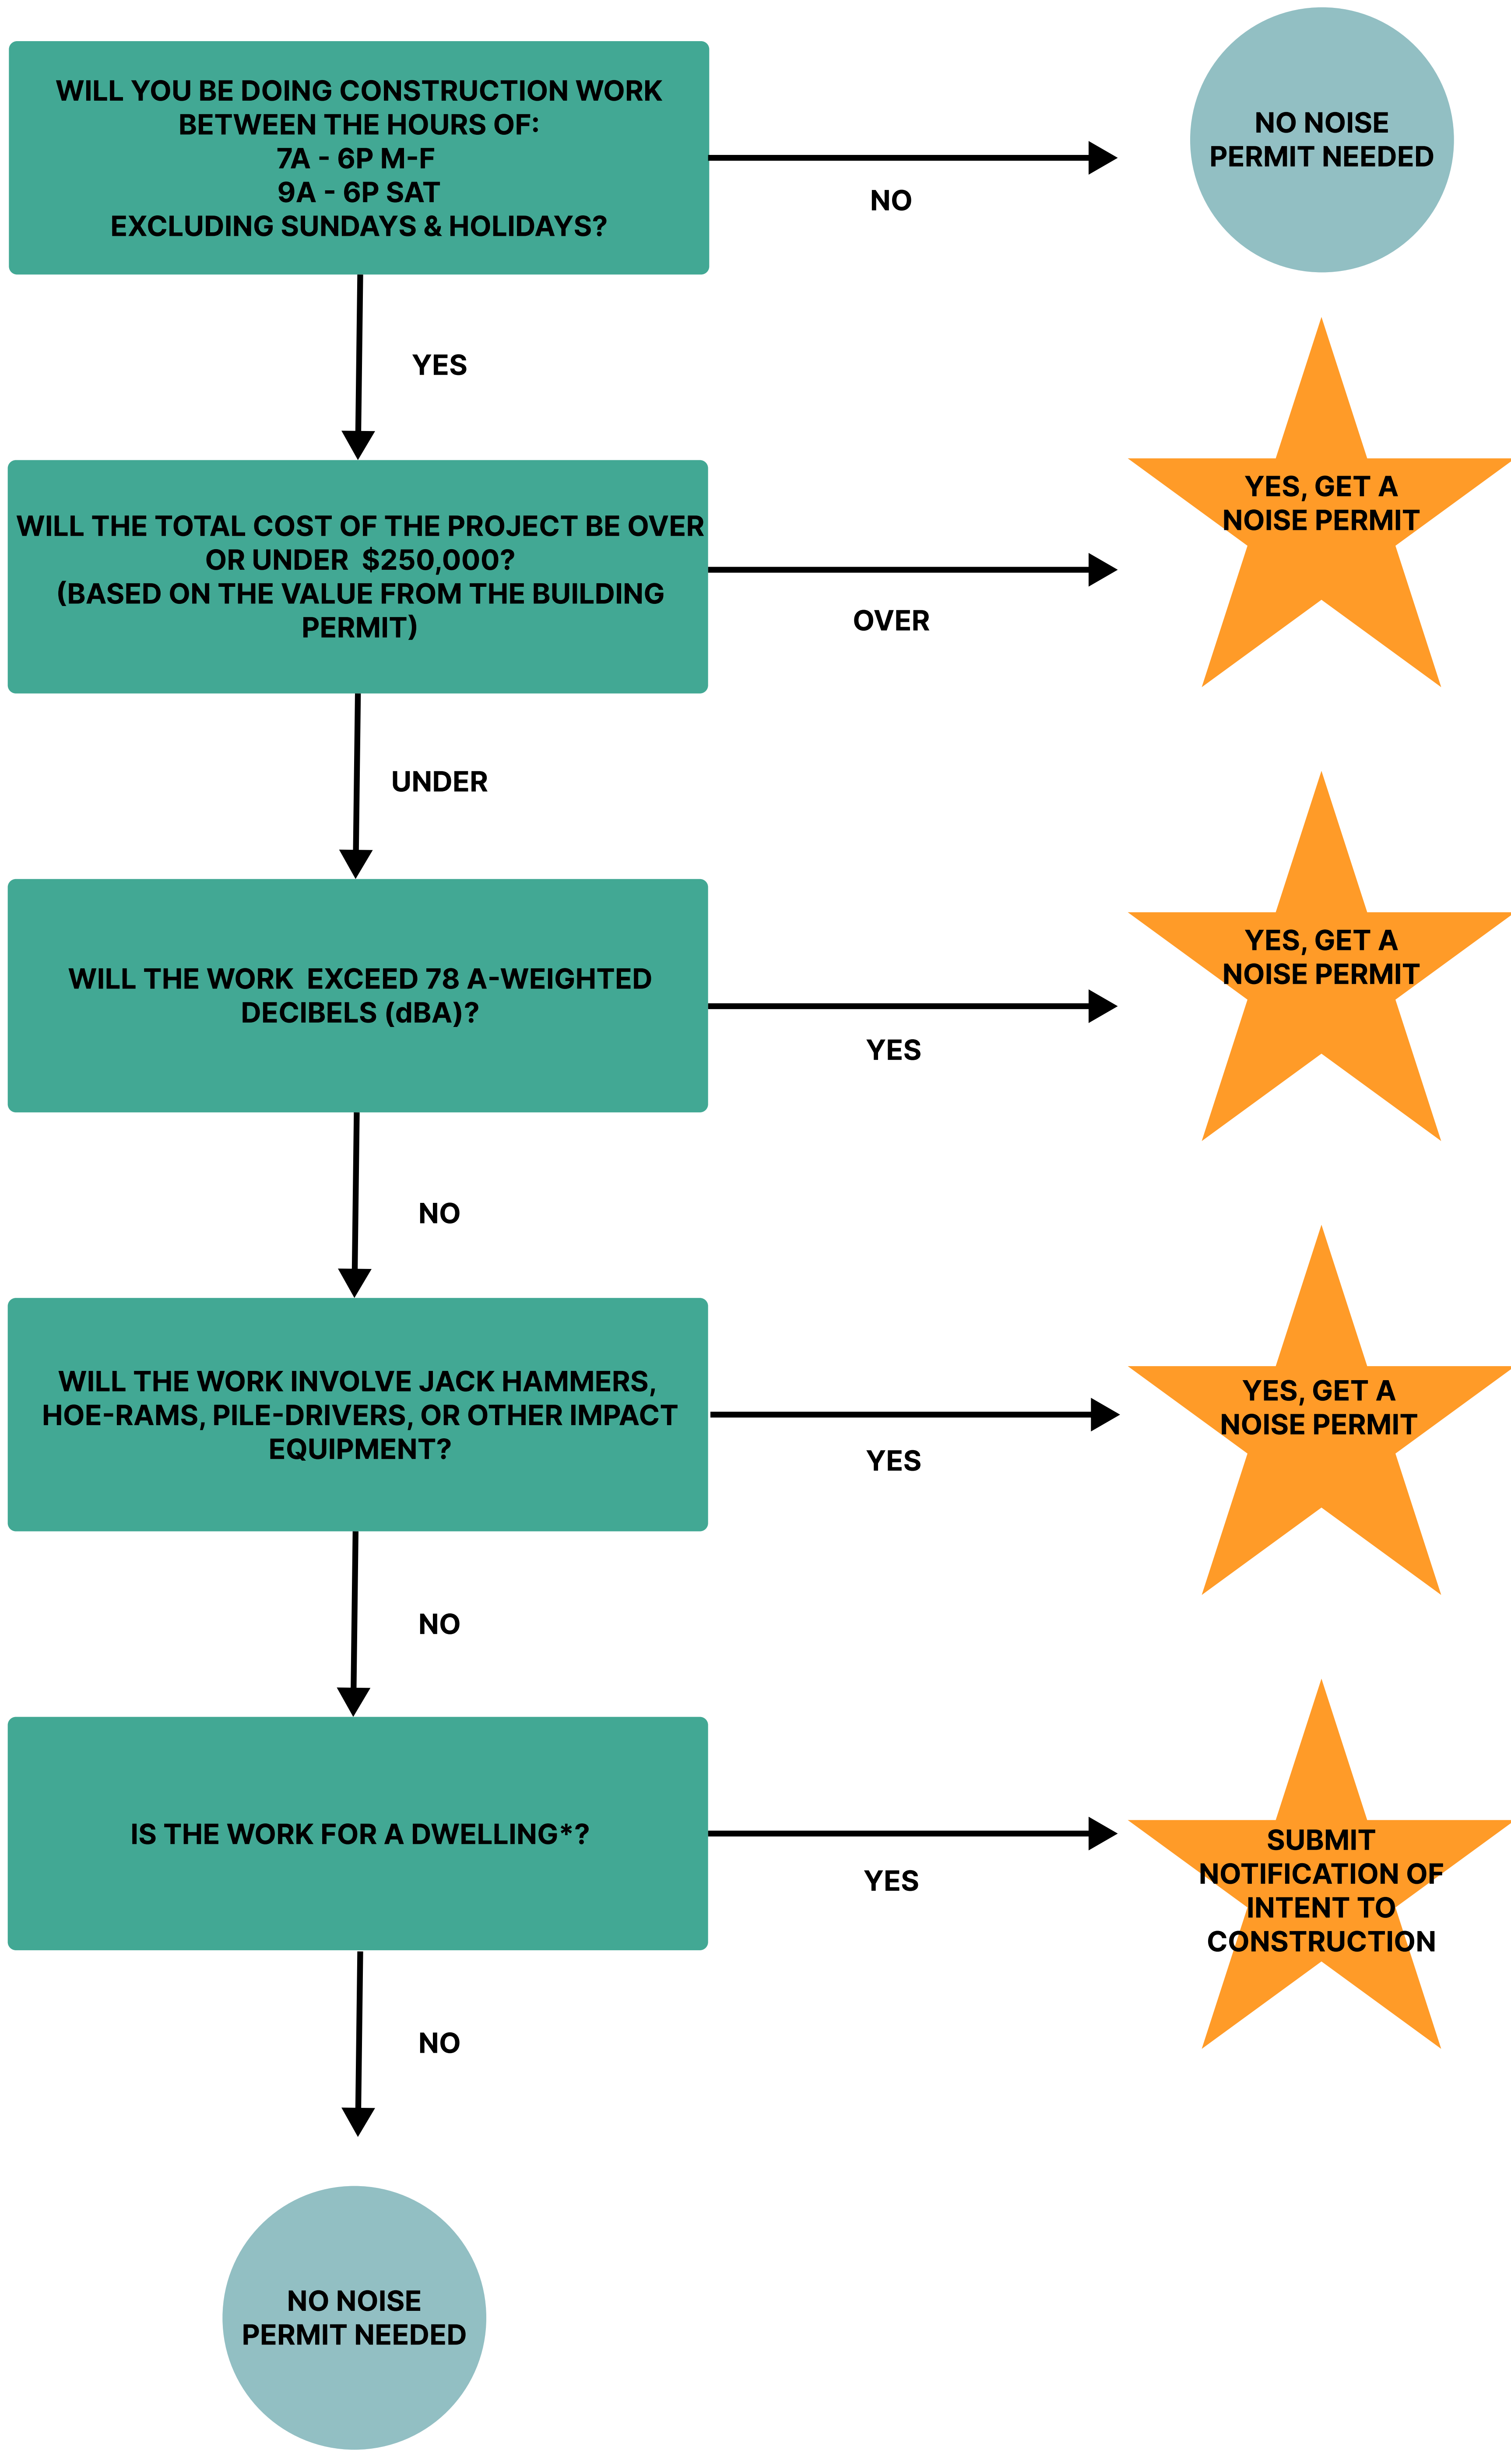 WILL YOU BE DOING CONSTRUCTION WORK
BETWEEN THE HOURS OF:
7A - 6P M-F
9A - 6P SAT
EXCLUDING SUNDAYS & HOLIDAYS?
NO
NO NOISE
PERMIT NEEDED
YES
WILL THE TOTAL COST OF THE PROJECT BE OVER
OR UNDER $250,000?
(BASED ON THE VALUE FROM THE BUILDING
PERMIT)
OVER
YES, GET A
NOISE PERMIT
UNDER
WILL THE WORK EXCEED 78 A-WEIGHTED
DECIBELS (dBA)?
YES
YES, GET A
NOISE PERMIT
NO
WILL THE WORK INVOLVE JACK HAMMERS,
HOE-RAMS, PILE-DRIVERS, OR OTHER IMPACT
EQUIPMENT?
YES
YES, GET A
NOISE PERMIT
NO
IS THE WORK FOR A DWELLING*?
YES
SUBMIT
NOTIFICATION OF
INTENT TO
CONSTRUCTION
NO
NO NOISE
PERMIT NEEDED